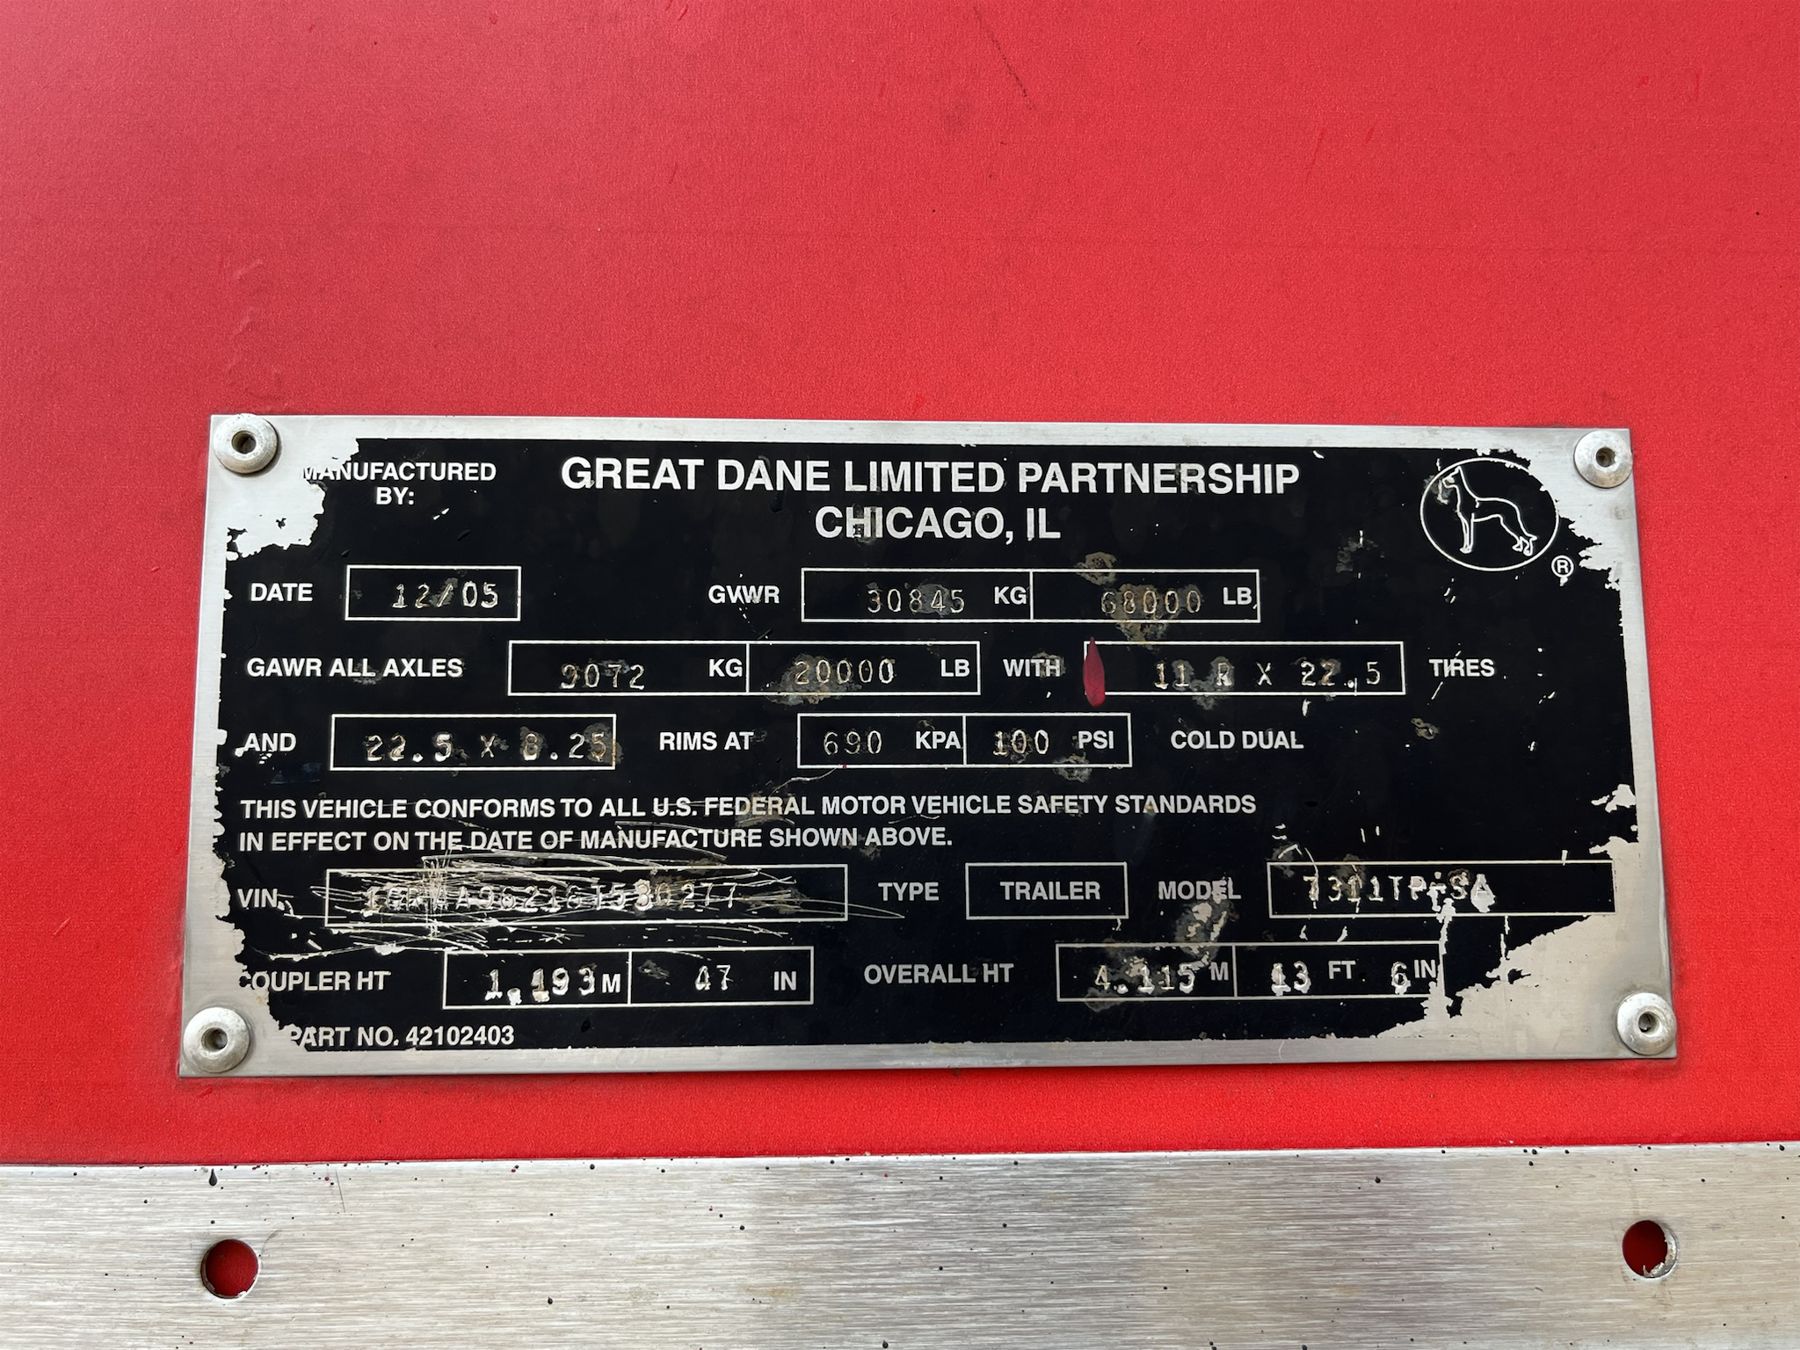 MANUFACTURED BY: GREAT DANE LIMITED PARTNERSHIP
CHICAGO, IL
®
DATE 12/05 GVWR 30845 KG 68000 LB
GAWR ALL AXLES 9072 KG 20000 LB WITH 11 R X 22.5 TIRES
AND 22.5 X 8.25 RIMS AT 690 KPA 100 PSI COLD DUAL
THIS VEHICLE CONFORMS TO ALL U.S. FEDERAL MOTOR VEHICLE SAFETY STANDARDS
IN EFFECT ON THE DATE OF MANUFACTURE SHOWN ABOVE.
VIN TYPE TRAILER MODEL
COUPLER HT 1.193 M 47 IN OVERALL HT 4.115 M 13 FT 6 IN
PART NO. 42102403